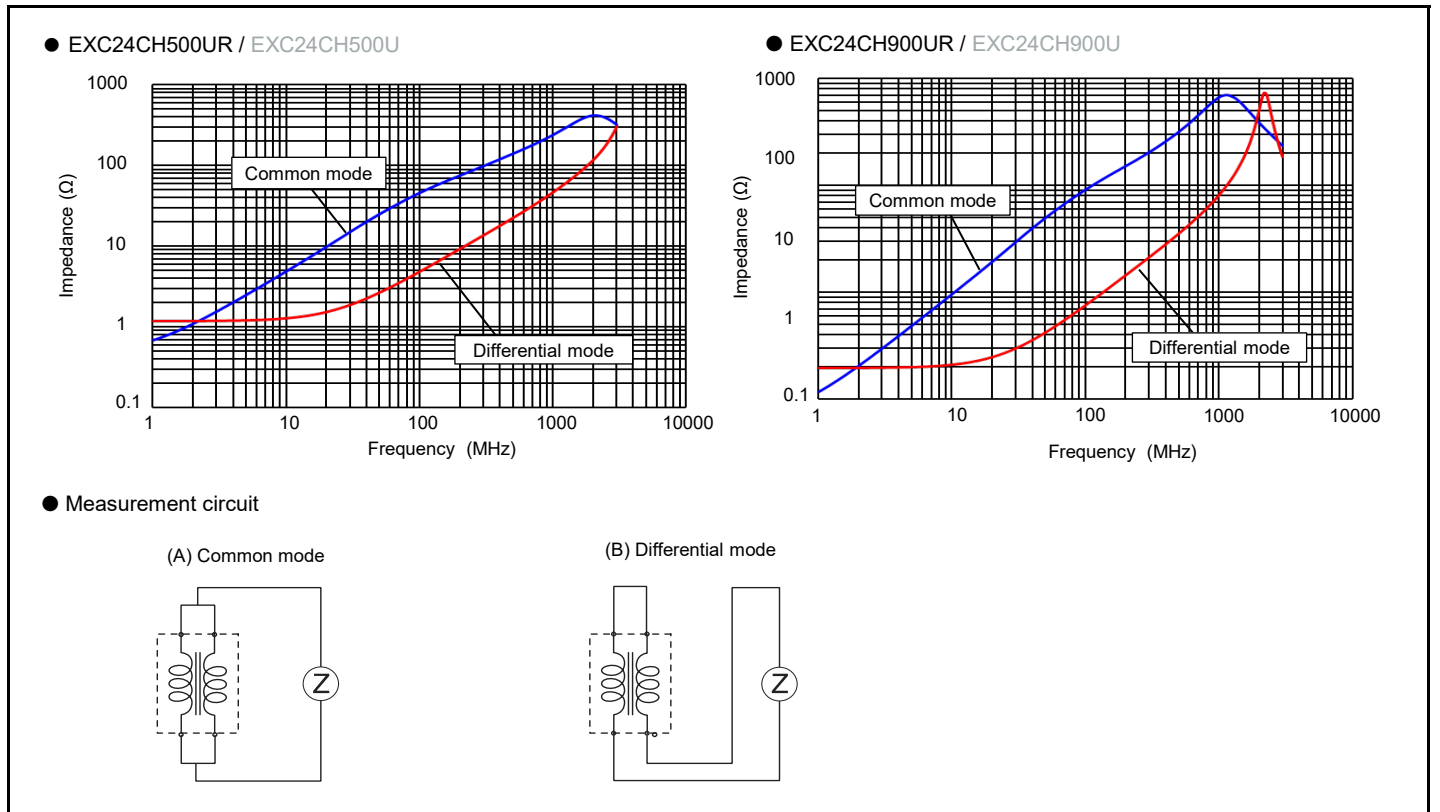 ● EXC24CH500UR / EXC24CH500U
1000
100
10
1
0.1
Impedance (Ω)
Common mode
Differential mode
1
10
100
1000
10000
Frequency (MHz)
● EXC24CH900UR / EXC24CH900U
1000
100
10
1
0.1
Impedance (Ω)
Common mode
Differential mode
1
10
100
1000
10000
Frequency (MHz)
● Measurement circuit
(A) Common mode
Z
(B) Differential mode
Z